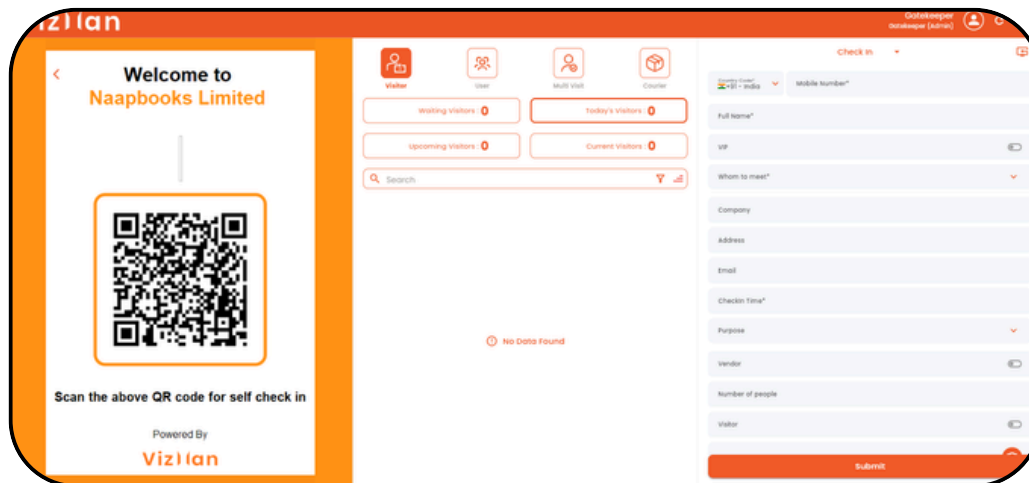 Gatekeeper
Gatekeeper (Admin)
Welcome to
Naapbooks Limited
Scan the above QR code for self check in
Powered By
Visitor
User
Multi Visit
Courier
Waiting Visitors : 0
Today's Visitors : 0
Upcoming Visitors : 0
Current Visitors : 0
Search
No Data Found
Check In
Country Code*
+91 - India
Mobile Number*
Full Name*
VIP
Whom to meet*
Company
Address
Email
Checkin Time*
Purpose
Vendor
Number of people
Visitor
Submit